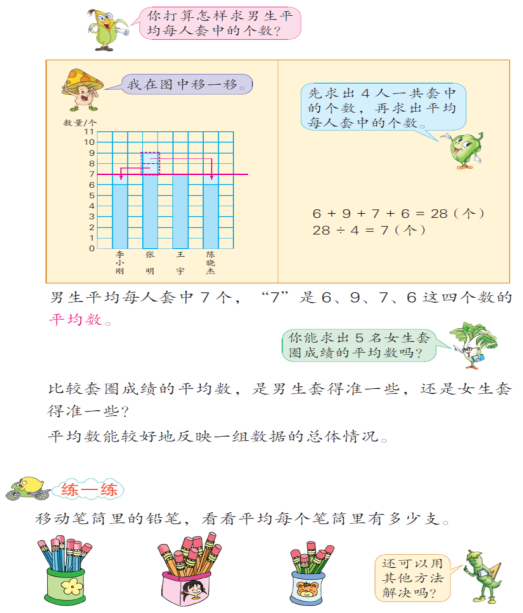 你打算怎样求男生平
均每人套中的个数?
我在图中移一移。
先求出 4 人一共套中
的个数，再求出平均
每人套中的个数。
数量/个
11
10
9
8
7
6
5
4
3
2
1
0
李小刚
张明
王宇
陈晓杰
6 + 9 + 7 + 6 = 28（个）
28 ÷ 4 = 7（个）
男生平均每人套中 7 个，“7”是 6、9、7、6 这四个数的
平均数。
你能求出 5 名女生套
圈成绩的平均数吗?
比较套圈成绩的平均数，是男生套得准一些，还是女生套
得准一些?
平均数能较好地反映一组数据的总体情况。
练一练
移动笔筒里的铅笔，看看平均每个笔筒里有多少支。
还可以用
其他方法
解决吗?